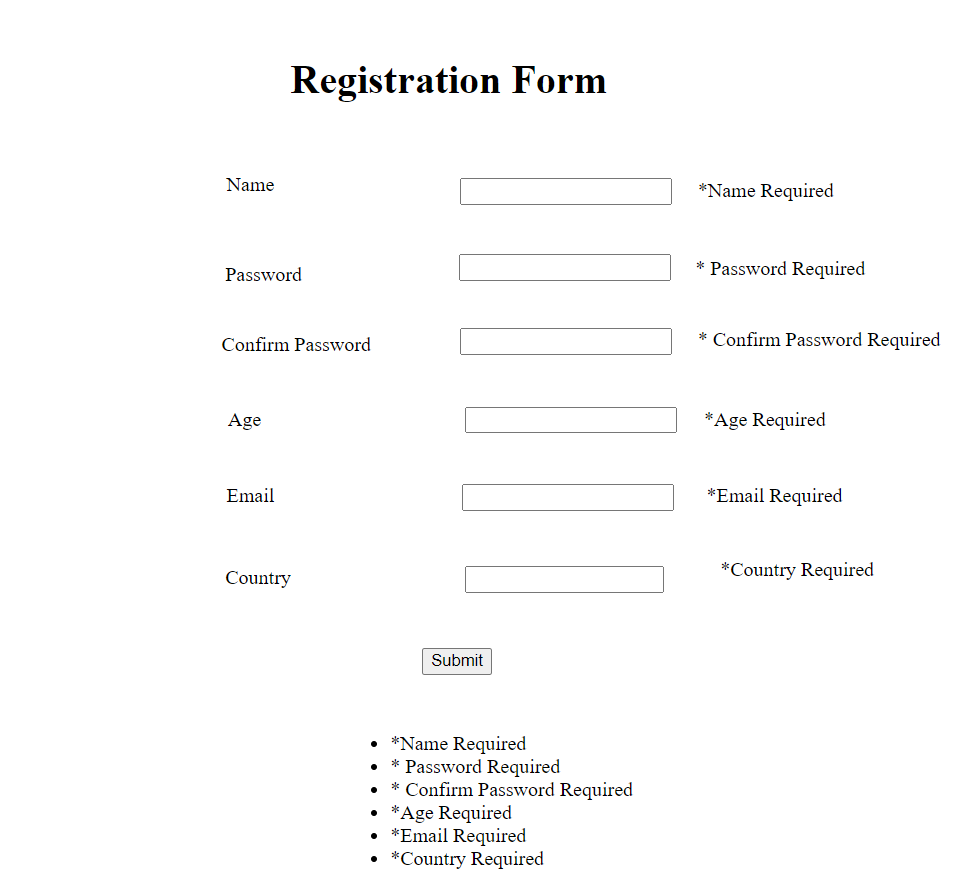 Registration Form
Name *Name Required
Password * Password Required
Confirm Password * Confirm Password Required
Age *Age Required
Email *Email Required
Country *Country Required
Submit
• *Name Required
• * Password Required
• * Confirm Password Required
• *Age Required
• *Email Required
• *Country Required